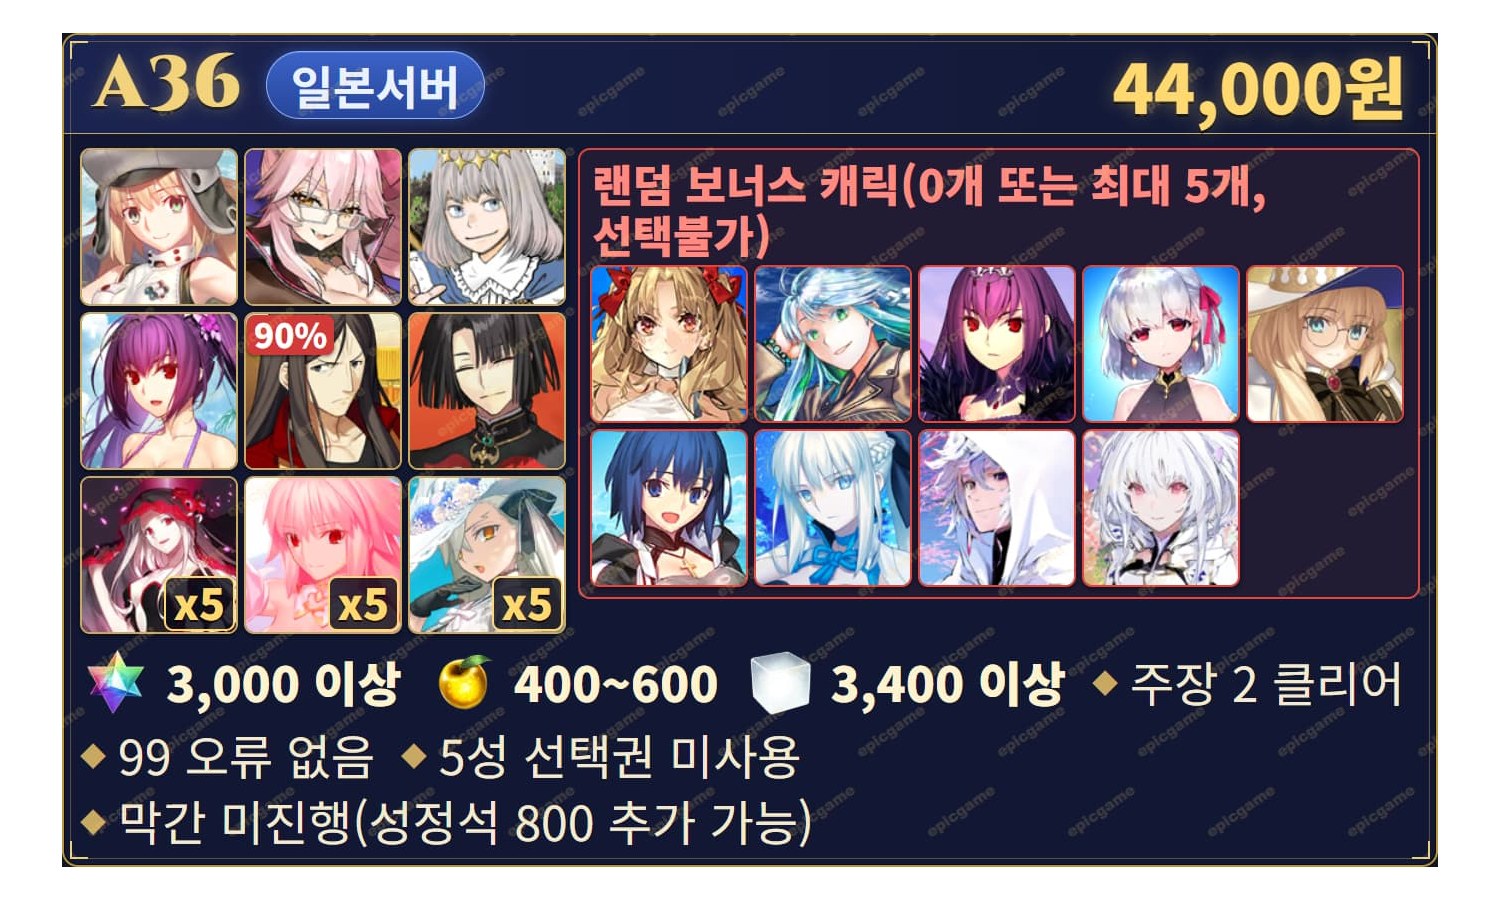 A36 일본서버 44,000원
랜덤 보너스 캐릭(0개 또는 최대 5개,
선택불가)
90%
x5 x5 x5
3,000 이상 400~600 3,400 이상 ◆ 주장 2 클리어
◆ 99 오류 없음 ◆ 5성 선택권 미사용
◆ 막간 미진행(성정석 800 추가 가능)
epicgame